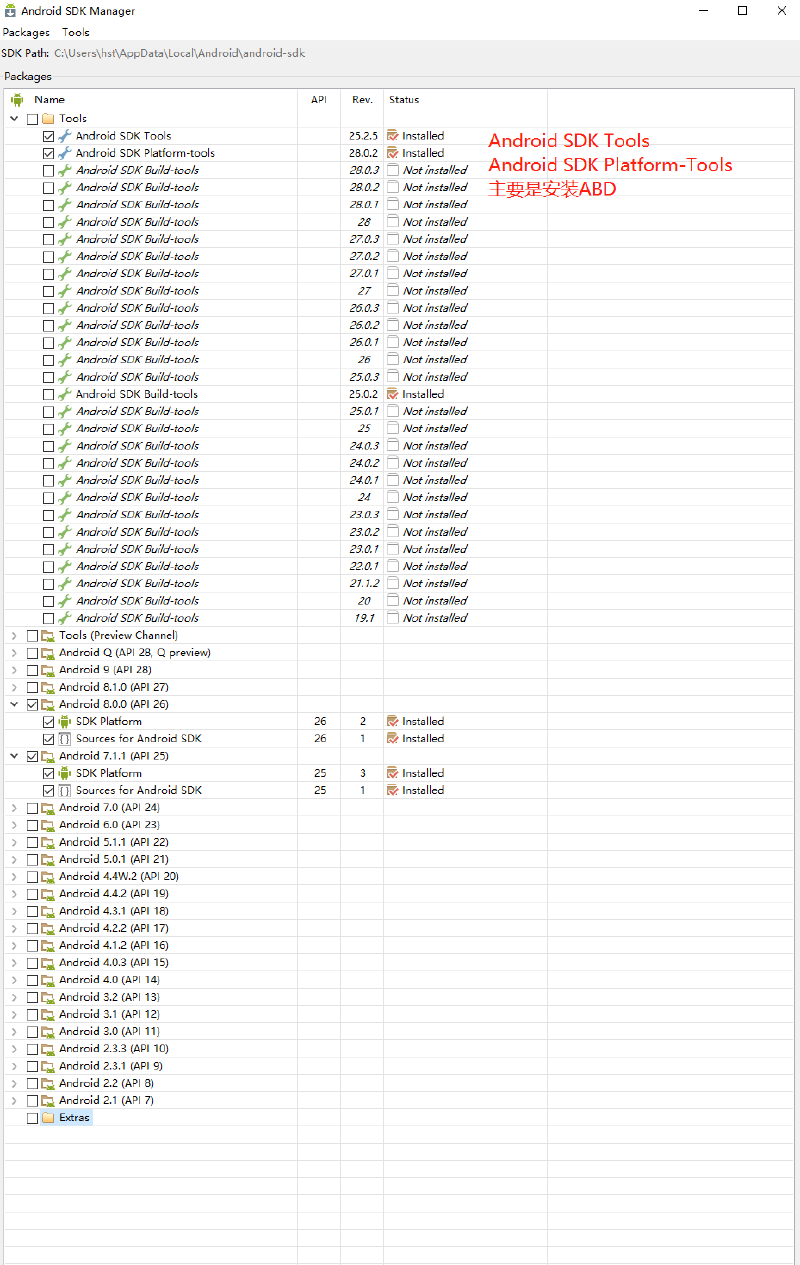 Android SDK Manager
Packages Tools
SDK Path: C:\Users\hst\AppData\Local\Android\android-sdk
Packages
Name API Rev. Status
Tools
Android SDK Tools 25.2.5 Installed
Android SDK Platform-tools 28.0.2 Installed
Android SDK Tools
Android SDK Platform-Tools
主要是安装ABD
Android SDK Build-tools 28.0.3 Not installed
Android SDK Build-tools 28.0.2 Not installed
Android SDK Build-tools 28.0.1 Not installed
Android SDK Build-tools 28 Not installed
Android SDK Build-tools 27.0.3 Not installed
Android SDK Build-tools 27.0.2 Not installed
Android SDK Build-tools 27.0.1 Not installed
Android SDK Build-tools 27 Not installed
Android SDK Build-tools 26.0.3 Not installed
Android SDK Build-tools 26.0.2 Not installed
Android SDK Build-tools 26.0.1 Not installed
Android SDK Build-tools 26 Not installed
Android SDK Build-tools 25.0.3 Not installed
Android SDK Build-tools 25.0.2 Installed
Android SDK Build-tools 25.0.1 Not installed
Android SDK Build-tools 25 Not installed
Android SDK Build-tools 24.0.3 Not installed
Android SDK Build-tools 24.0.2 Not installed
Android SDK Build-tools 24.0.1 Not installed
Android SDK Build-tools 24 Not installed
Android SDK Build-tools 23.0.3 Not installed
Android SDK Build-tools 23.0.2 Not installed
Android SDK Build-tools 23.0.1 Not installed
Android SDK Build-tools 22.0.1 Not installed
Android SDK Build-tools 21.1.2 Not installed
Android SDK Build-tools 20 Not installed
Android SDK Build-tools 19.1 Not installed
Tools (Preview Channel)
Android Q (API 28, Q preview)
Android 9 (API 28)
Android 8.1.0 (API 27)
Android 8.0.0 (API 26)
SDK Platform 26 2 Installed
Sources for Android SDK 26 1 Installed
Android 7.1.1 (API 25)
SDK Platform 25 3 Installed
Sources for Android SDK 25 1 Installed
Android 7.0 (API 24)
Android 6.0 (API 23)
Android 5.1.1 (API 22)
Android 5.0.1 (API 21)
Android 4.4W.2 (API 20)
Android 4.4.2 (API 19)
Android 4.3.1 (API 18)
Android 4.2.2 (API 17)
Android 4.1.2 (API 16)
Android 4.0.3 (API 15)
Android 4.0 (API 14)
Android 3.2 (API 13)
Android 3.1 (API 12)
Android 3.0 (API 11)
Android 2.3.3 (API 10)
Android 2.3.1 (API 9)
Android 2.2 (API 8)
Android 2.1 (API 7)
Extras